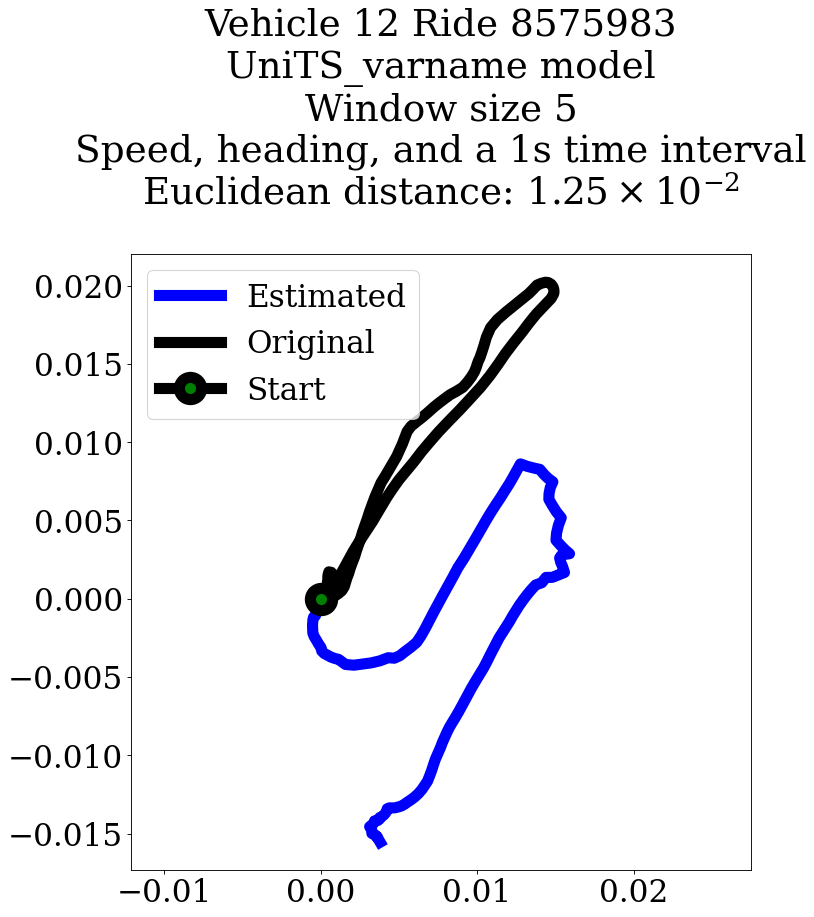 Vehicle 12 Ride 8575983
UniTS_varname model
Window size 5
Speed, heading, and a 1s time interval
Euclidean distance: 1.25 × 10⁻²
Estimated
Original
Start
0.020
0.015
0.010
0.005
0.000
−0.005
−0.010
−0.015
−0.01 0.00 0.01 0.02